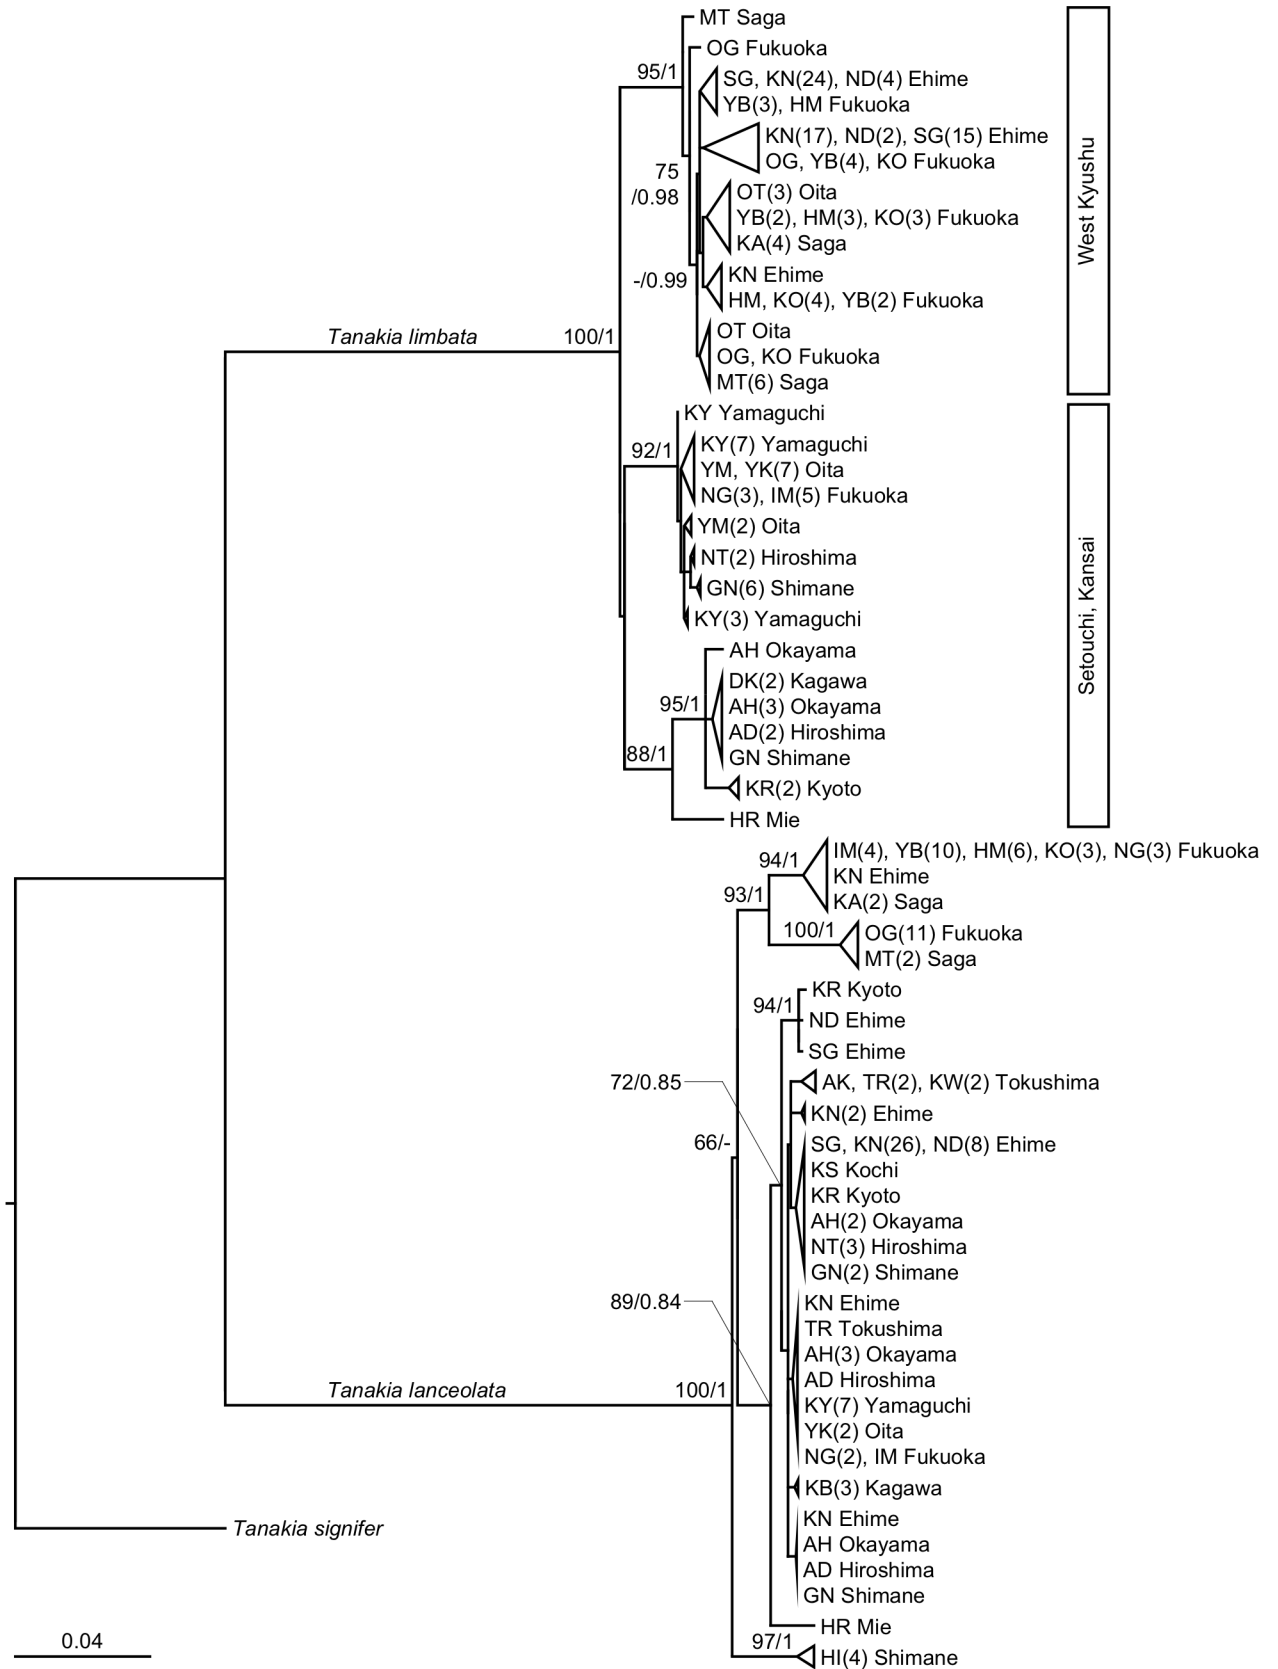 MT Saga
OG Fukuoka
95/1
SG, KN(24), ND(4) Ehime
YB(3), HM Fukuoka
KN(17), ND(2), SG(15) Ehime
OG, YB(4), KO Fukuoka
75
/0.98
OT(3) Oita
YB(2), HM(3), KO(3) Fukuoka
KA(4) Saga
West Kyushu
-/0.99
KN Ehime
HM, KO(4), YB(2) Fukuoka
Tanakia limbata
100/1
OT Oita
OG, KO Fukuoka
MT(6) Saga
KY Yamaguchi
92/1
KY(7) Yamaguchi
YM, YK(7) Oita
NG(3), IM(5) Fukuoka
YM(2) Oita
NT(2) Hiroshima
GN(6) Shimane
KY(3) Yamaguchi
Setouchi, Kansai
AH Okayama
95/1
DK(2) Kagawa
AH(3) Okayama
AD(2) Hiroshima
GN Shimane
88/1
KR(2) Kyoto
HR Mie
94/1
IM(4), YB(10), HM(6), KO(3), NG(3) Fukuoka
KN Ehime
KA(2) Saga
93/1
100/1
OG(11) Fukuoka
MT(2) Saga
KR Kyoto
94/1
ND Ehime
SG Ehime
72/0.85
AK, TR(2), KW(2) Tokushima
KN(2) Ehime
66/-
SG, KN(26), ND(8) Ehime
KS Kochi
KR Kyoto
AH(2) Okayama
NT(3) Hiroshima
GN(2) Shimane
89/0.84
KN Ehime
TR Tokushima
AH(3) Okayama
AD Hiroshima
KY(7) Yamaguchi
YK(2) Oita
NG(2), IM Fukuoka
Tanakia lanceolata
100/1
KB(3) Kagawa
KN Ehime
AH Okayama
AD Hiroshima
GN Shimane
Tanakia signifer
HR Mie
97/1
HI(4) Shimane
0.04